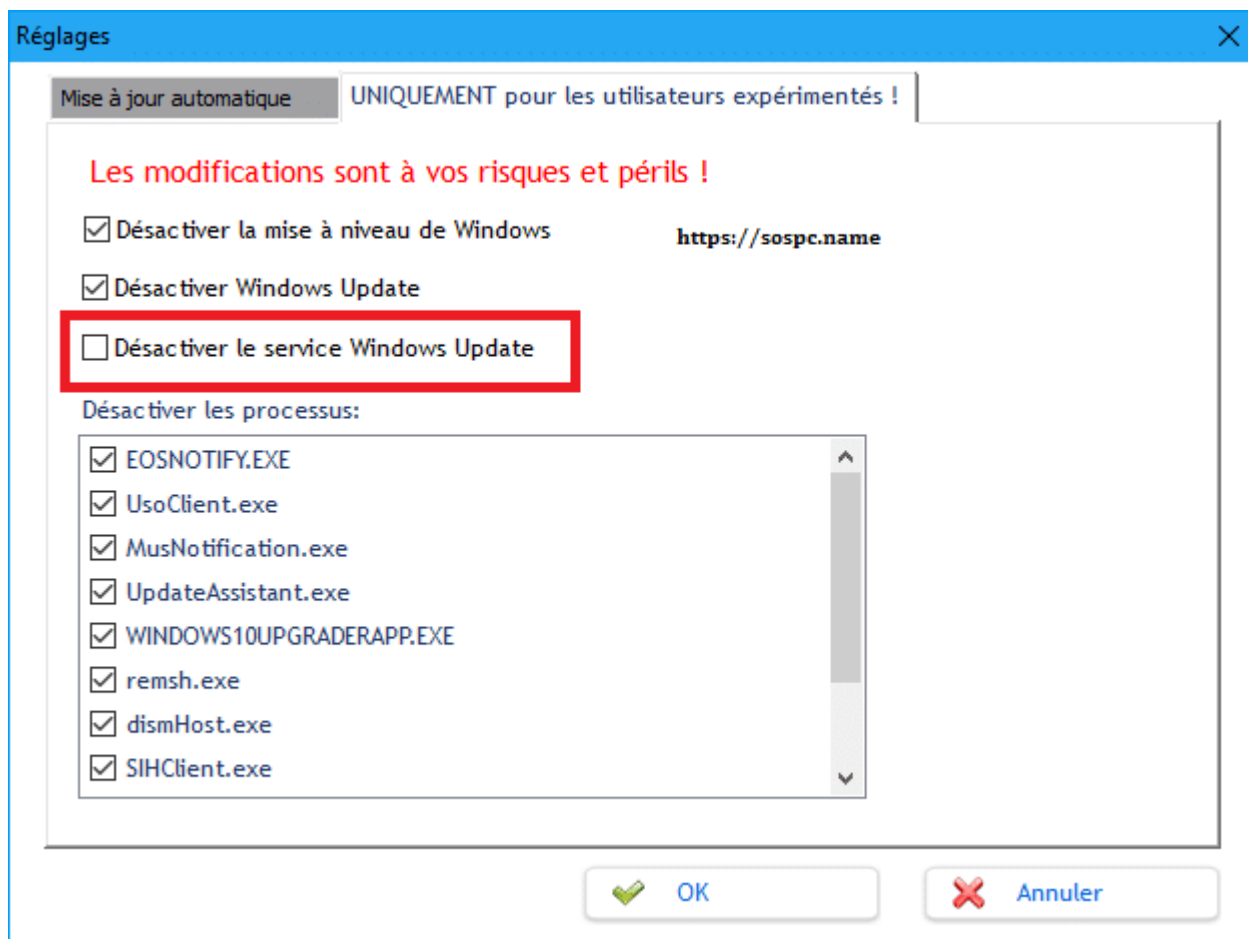 Réglages
Mise à jour automatique
UNIQUEMENT pour les utilisateurs expérimentés !
Les modifications sont à vos risques et périls !
Désactiver la mise à niveau de Windows
https://sospc.name
Désactiver Windows Update
Désactiver le service Windows Update
Désactiver les processus:
EOSNOTIFY.EXE
UsoClient.exe
MusNotification.exe
UpdateAssistant.exe
WINDOWS10UPGRADERAPP.EXE
remsh.exe
dismHost.exe
SIHClient.exe
OK
Annuler